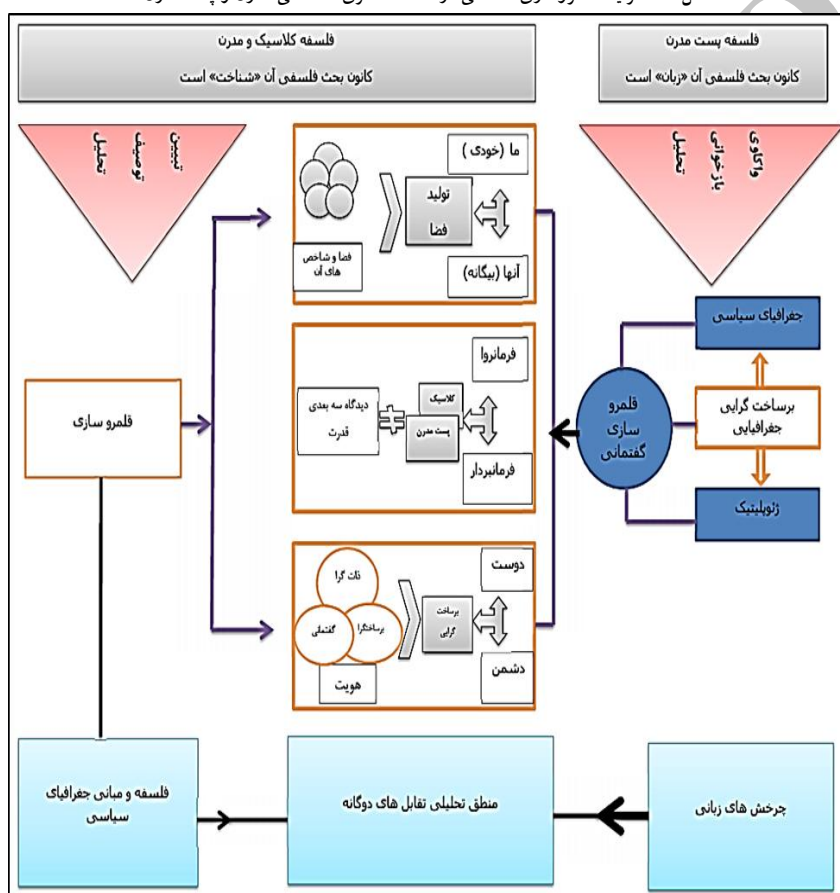 فلسفه پست مدرن
کانون بحث فلسفی آن «زبان» است
فلسفه کلاسیک و مدرن
کانون بحث فلسفی آن «شناخت» است
واکاوی
بازخوانی
تحلیل
تبیین
توصیف
تحلیل
ما (خودی )
تولید
فضا
فضا و شاخص
های آن
آنها (بیگانه)
جغرافیای سیاسی
برساخت گرایی
جغرافیایی
ژئوپلیتیک
قلمرو
سازی
گفتمانی
فرمانروا
کلاسیک
پست مدرن
دیدگاه سه بعدی
قدرت
فرمانبردار
قلمرو سازی
دوست
ذات گرا
گفتمانی
برساختگرا
برساخت
گرایی
هویت
دشمن
چرخش های زبانی
منطق تحلیلی تقابل های دوگانه
فلسفه و مبانی جغرافیای
سیاسی